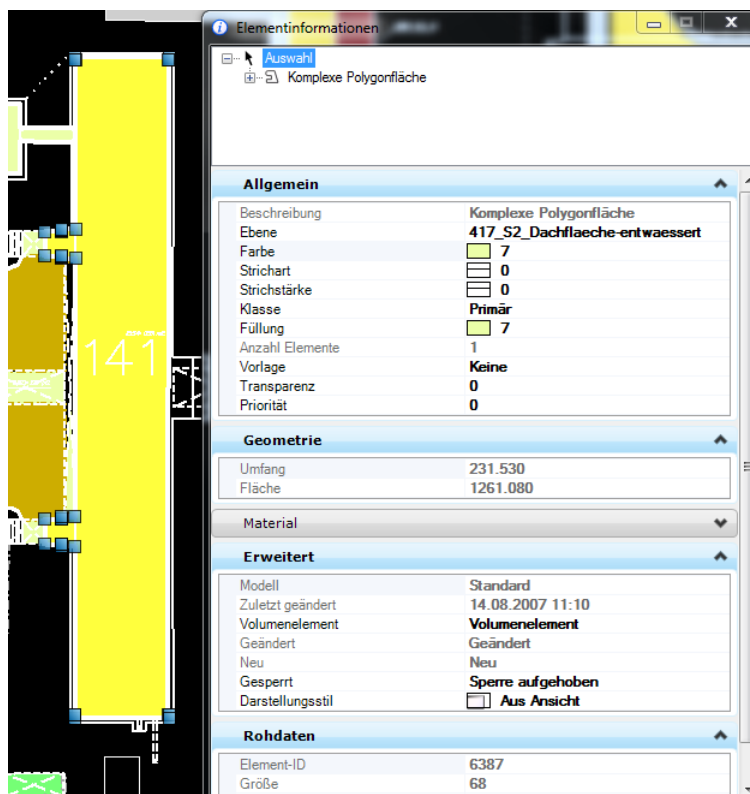 Elementinformationen
Auswahl
Komplexe Polygonfläche
Allgemein
Beschreibung Komplexe Polygonfläche
Ebene 417_S2_Dachflaeche-entwaessert
Farbe 7
Strichart 0
Strichstärke 0
Klasse Primär
Füllung 7
Anzahl Elemente 1
Vorlage Keine
Transparenz 0
Priorität 0
Geometrie
Umfang 231.530
Fläche 1261.080
Material
Erweitert
Modell Standard
Zuletzt geändert 14.08.2007 11:10
Volumenelement Volumenelement
Geändert Geändert
Neu Neu
Gesperrt Sperre aufgehoben
Darstellungsstil Aus Ansicht
Rohdaten
Element-ID 6387
Größe 68
141